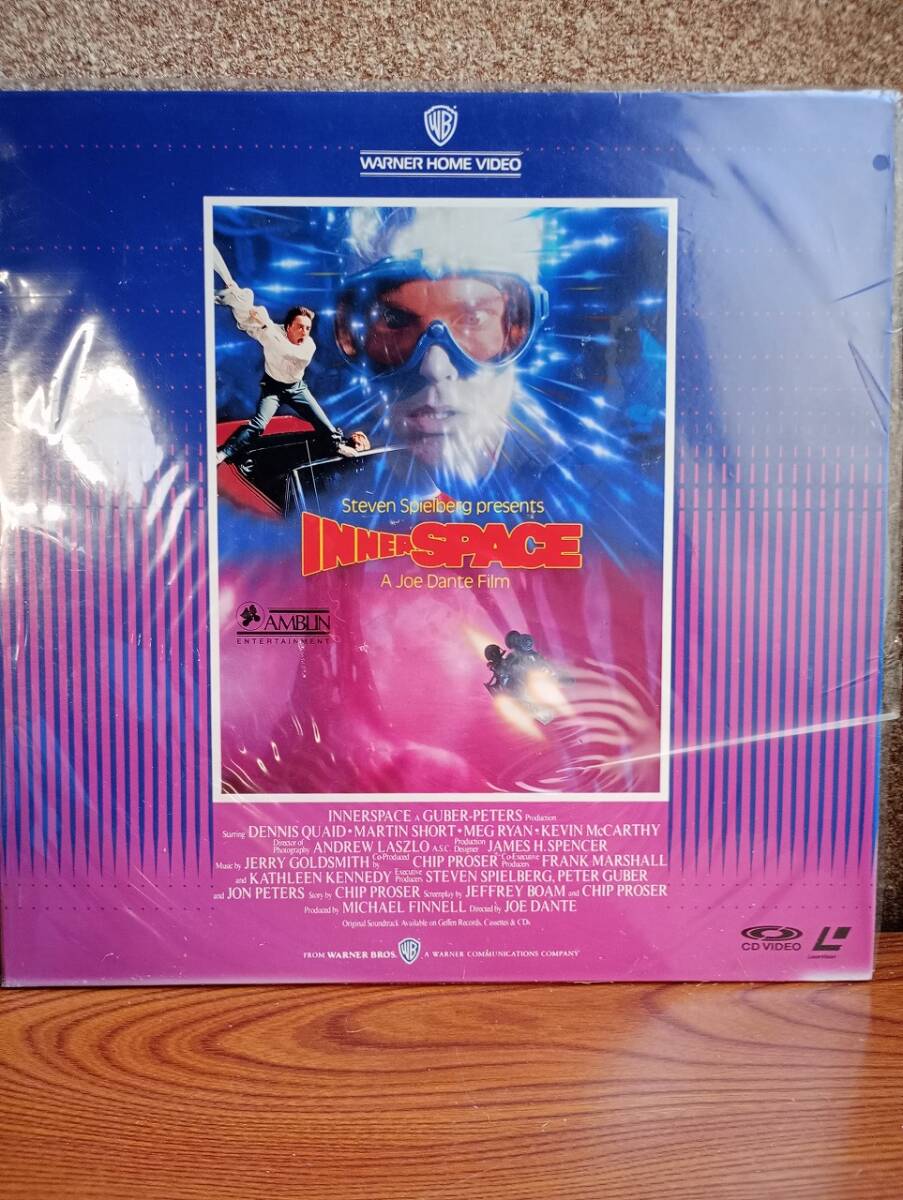 WB
WARNER HOME VIDEO
Steven Spielberg presents
INNERSPACE
A Joe Dante Film
AMBLIN
ENTERTAINMENT
INNERSPACE A GUBER-PETERS Production
Starring DENNIS QUAID • MARTIN SHORT • MEG RYAN • KEVIN McCARTHY
Director of Photography ANDREW LASZLO A.S.C. Production Designer JAMES H. SPENCER
Music by JERRY GOLDSMITH Co-Produced by CHIP PROSER Co-Executive Producers FRANK MARSHALL
and KATHLEEN KENNEDY Executive Producers STEVEN SPIELBERG, PETER GUBER
and JON PETERS Story by CHIP PROSER Screenplay by JEFFREY BOAM and CHIP PROSER
Produced by MICHAEL FINNELL Directed by JOE DANTE
Original Soundtrack Available on Geffen Records, Cassettes & CDs
FROM WARNER BROS. WB A WARNER COMMUNICATIONS COMPANY
CD VIDEO
LaserVision